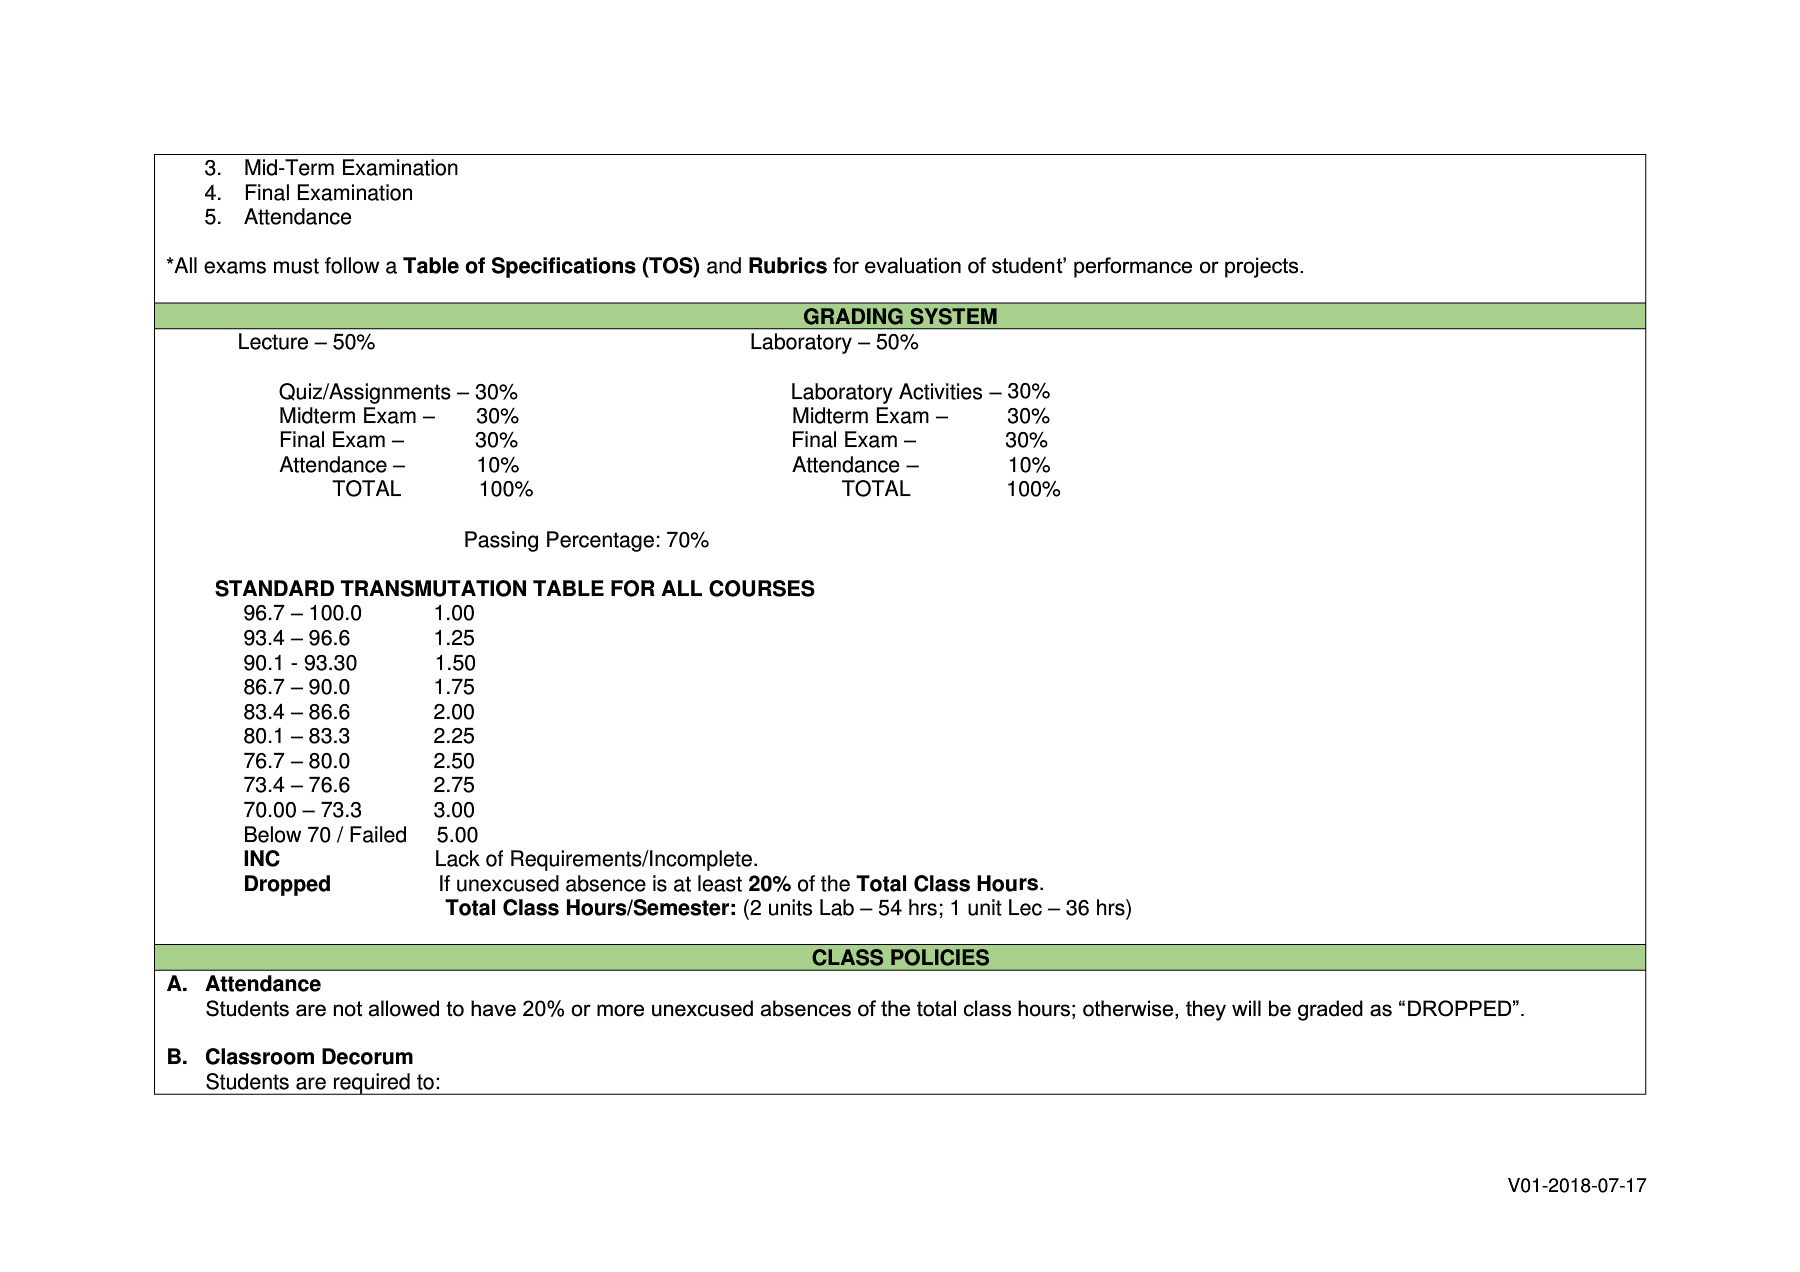 3. Mid-Term Examination
4. Final Examination
5. Attendance
*All exams must follow a Table of Specifications (TOS) and Rubrics for evaluation of student’ performance or projects.
GRADING SYSTEM
Lecture – 50% Laboratory – 50%
Quiz/Assignments – 30% Laboratory Activities – 30%
Midterm Exam – 30% Midterm Exam – 30%
Final Exam – 30% Final Exam – 30%
Attendance – 10% Attendance – 10%
TOTAL 100% TOTAL 100%
Passing Percentage: 70%
STANDARD TRANSMUTATION TABLE FOR ALL COURSES
96.7 – 100.0 1.00
93.4 – 96.6 1.25
90.1 - 93.30 1.50
86.7 – 90.0 1.75
83.4 – 86.6 2.00
80.1 – 83.3 2.25
76.7 – 80.0 2.50
73.4 – 76.6 2.75
70.00 – 73.3 3.00
Below 70 / Failed 5.00
INC Lack of Requirements/Incomplete.
Dropped If unexcused absence is at least 20% of the Total Class Hours.
Total Class Hours/Semester: (2 units Lab – 54 hrs; 1 unit Lec – 36 hrs)
CLASS POLICIES
A. Attendance
Students are not allowed to have 20% or more unexcused absences of the total class hours; otherwise, they will be graded as “DROPPED”.
B. Classroom Decorum
Students are required to:
V01-2018-07-17